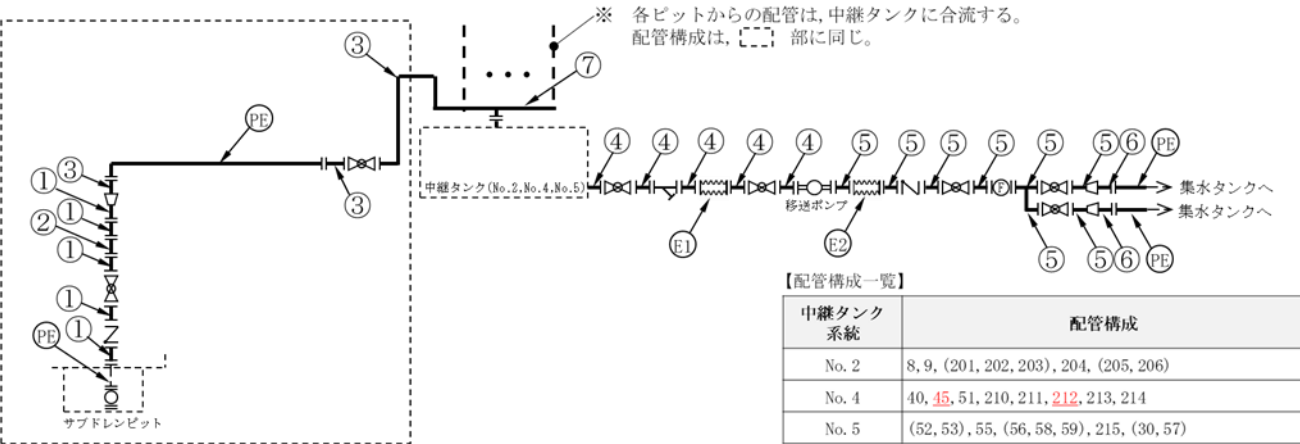 ※ 各ピットからの配管は,中継タンクに合流する。
配管構成は, 部に同じ。
③
⑦
PE
④ ④ ④ ④ ④ ⑤ ⑤ ⑤ ⑤ ⑤ ⑤ ⑥ PE
③
①
①
②
①
③
中継タンク(No.2,No.4,No.5)
F
集水タンクへ
移送ポンプ
集水タンクへ
E1
E2
⑤
⑤
⑥
PE
①
①
PE
サブドレンピット
【配管構成一覧】
中継タンク系統 配管構成
No.2 8,9,(201,202,203),204,(205,206)
No.4 40,45,51,210,211,212,213,214
No.5 (52,53),55,(56,58,59),215,(30,57)